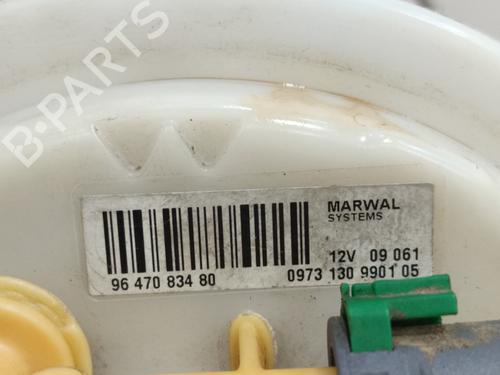 B-PARTS
MARWAL
SYSTEMS
12V 09 061
96 470 834 80
0973 130 9901 05